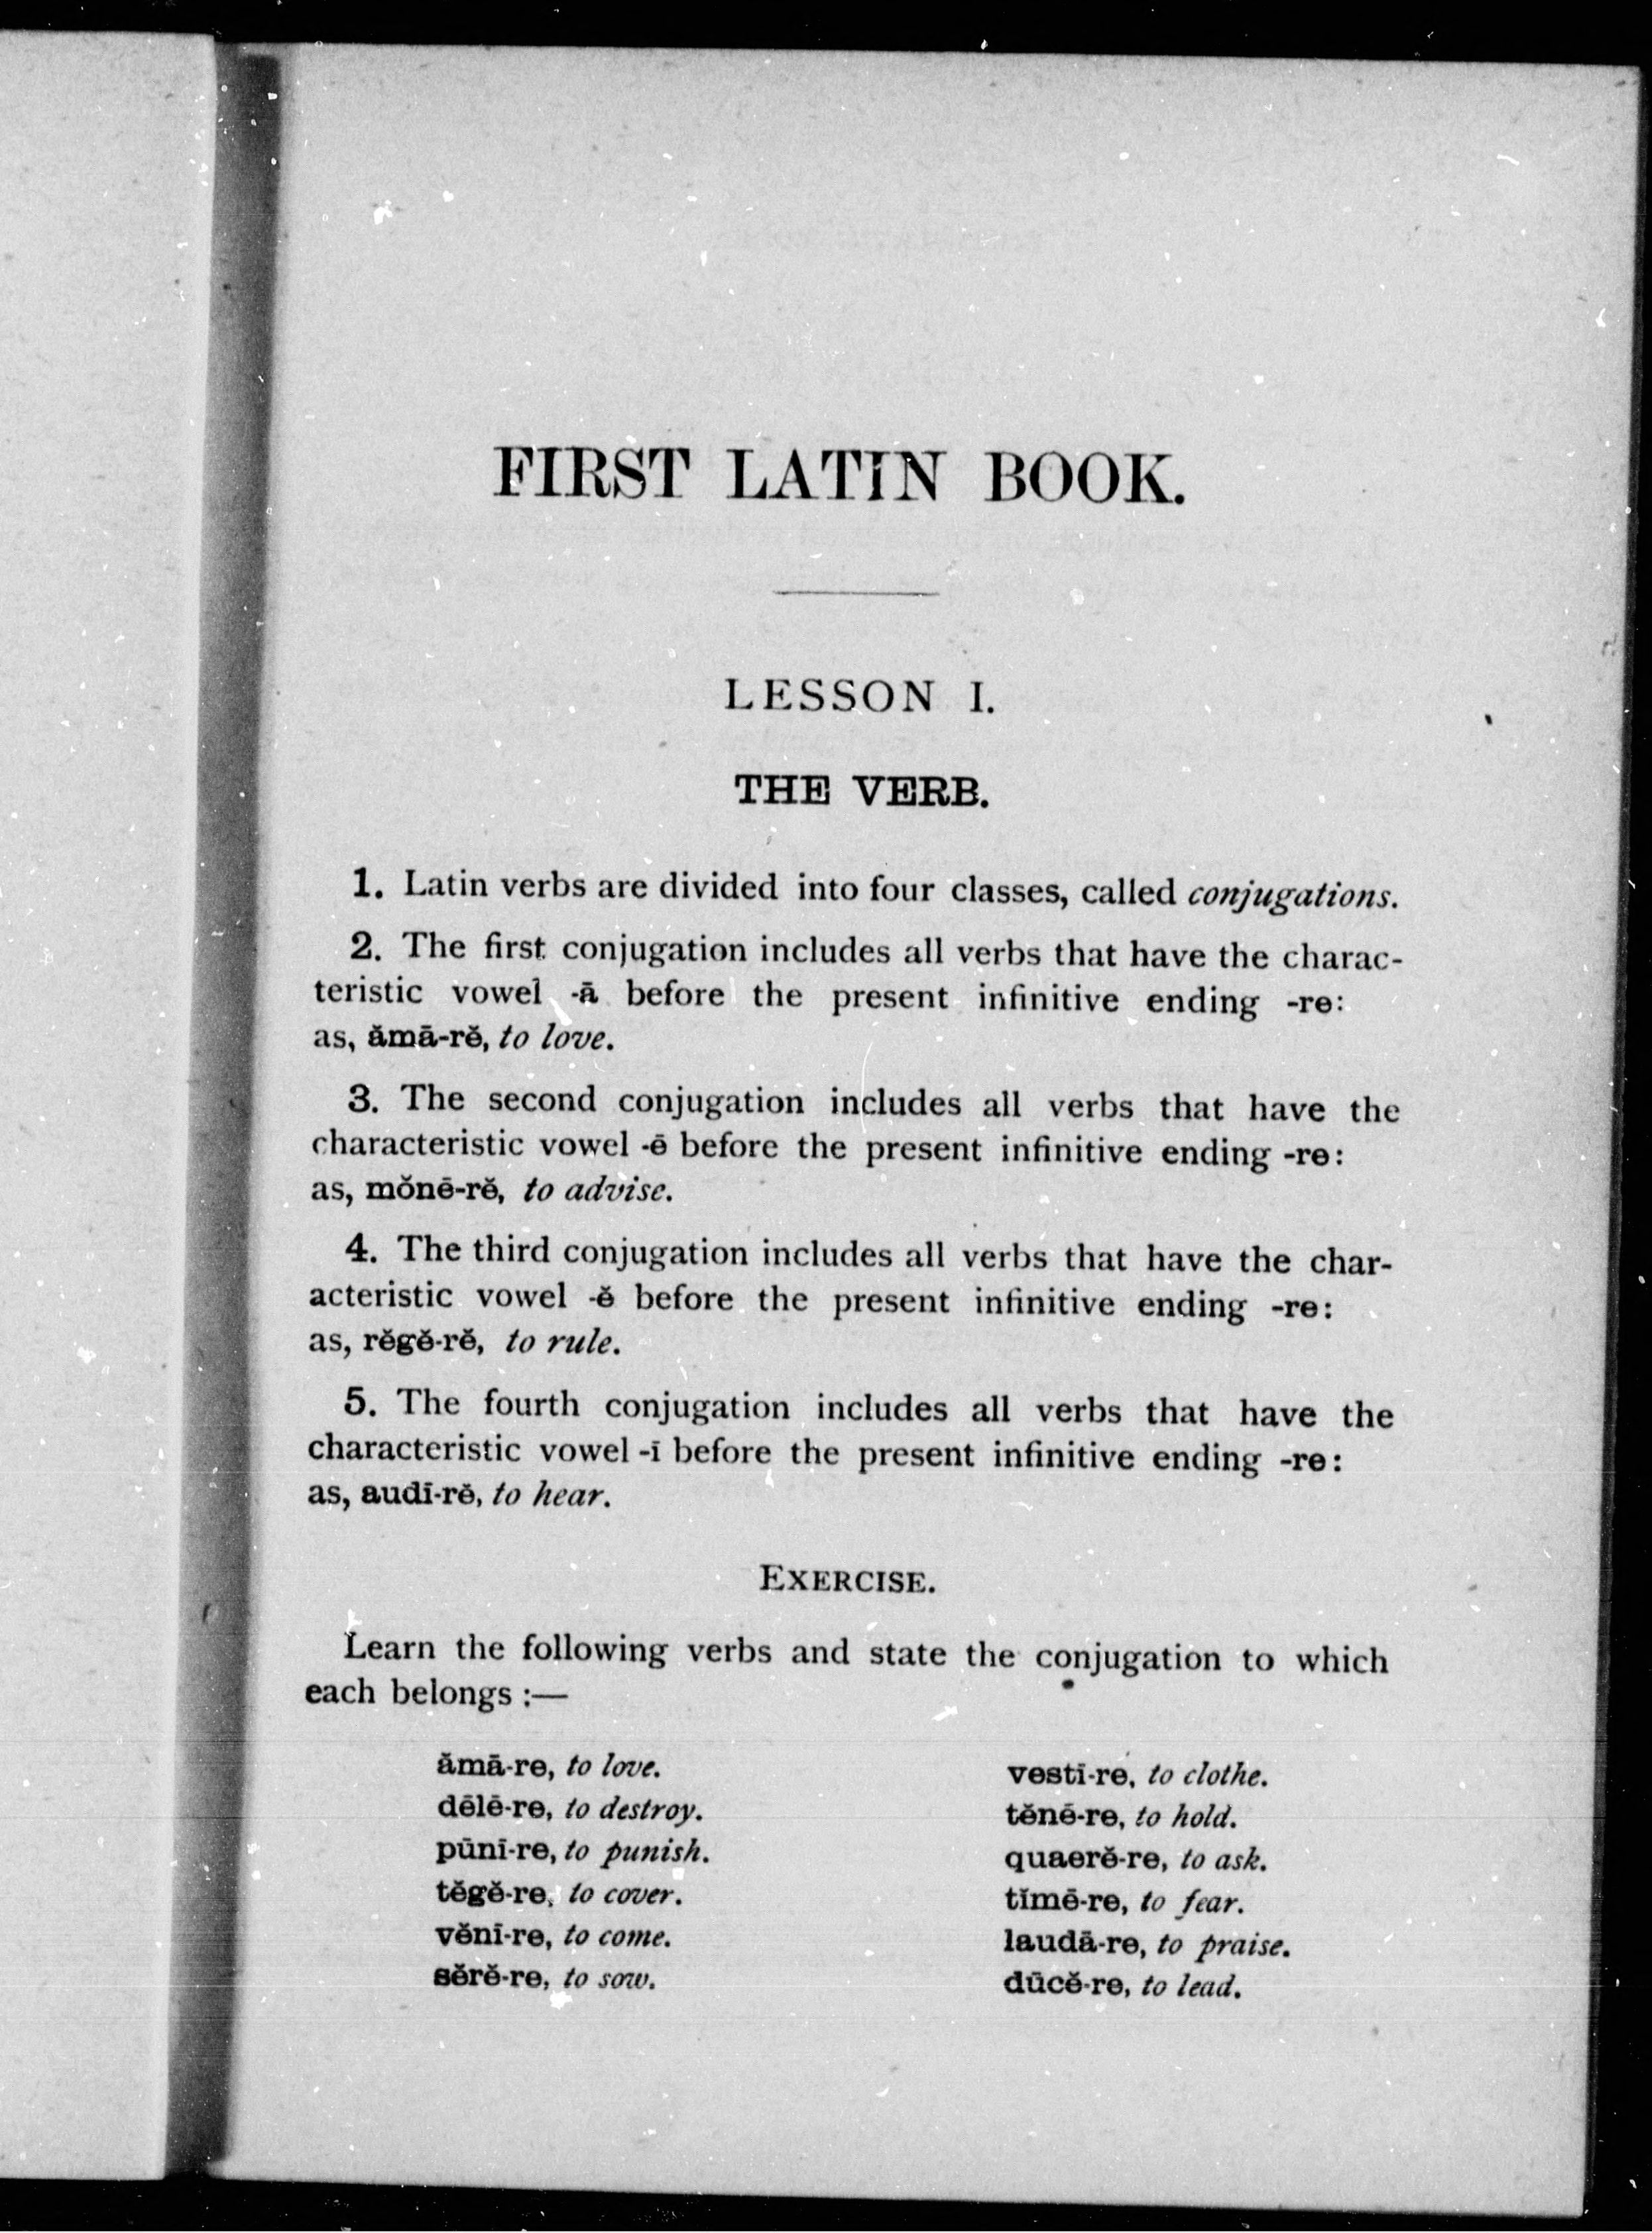 FIRST LATIN BOOK.
LESSON I.
THE VERB.
1. Latin verbs are divided into four classes, called conjugations.
2. The first conjugation includes all verbs that have the charac-
teristic vowel -ā before the present infinitive ending -re:
as, ămā-rĕ, to love.
3. The second conjugation includes all verbs that have the
characteristic vowel -ē before the present infinitive ending -re:
as, mŏnē-rĕ, to advise.
4. The third conjugation includes all verbs that have the char-
acteristic vowel -ĕ before the present infinitive ending -re:
as, rĕgĕ-rĕ, to rule.
5. The fourth conjugation includes all verbs that have the
characteristic vowel -ī before the present infinitive ending -re:
as, audī-rĕ, to hear.
EXERCISE.
Learn the following verbs and state the conjugation to which
each belongs :—
ămā-re, to love.
dēlē-re, to destroy.
pūnī-re, to punish.
tĕgĕ-re, to cover.
vĕnī-re, to come.
sĕrĕ-re, to sow.
vestī-re, to clothe.
tĕnē-re, to hold.
quaerĕ-re, to ask.
tĭmē-re, to fear.
laudā-re, to praise.
dūcĕ-re, to lead.